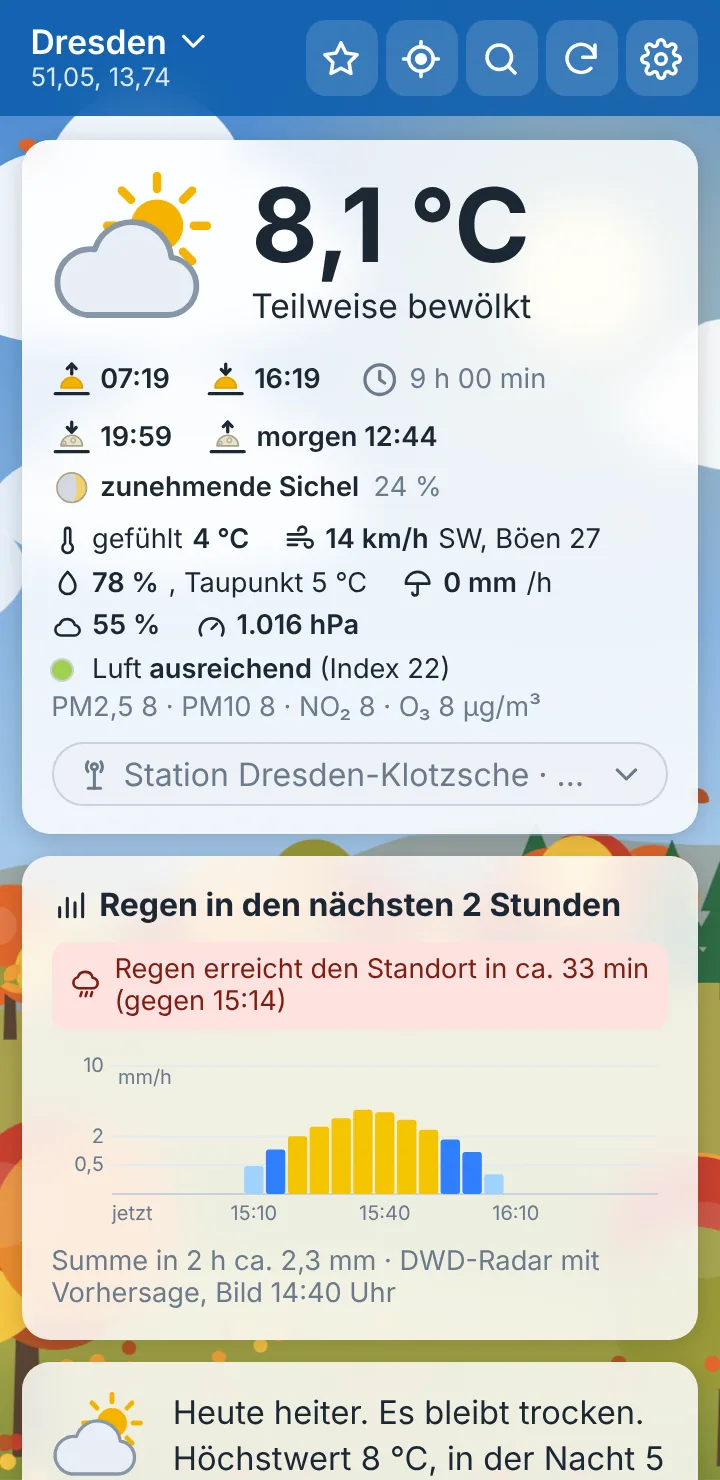 Dresden
51,05, 13,74
8,1 °C
Teilweise bewölkt
07:19 16:19 9 h 00 min
19:59 morgen 12:44
zunehmende Sichel 24 %
gefühlt 4 °C 14 km/h SW, Böen 27
78 % , Taupunkt 5 °C 0 mm /h
55 % 1.016 hPa
Luft ausreichend (Index 22)
PM2,5 8 · PM10 8 · NO₂ 8 · O₃ 8 µg/m³
Station Dresden-Klotzsche · ...
Regen in den nächsten 2 Stunden
Regen erreicht den Standort in ca. 33 min
(gegen 15:14)
10 mm/h
2
0,5
jetzt 15:10 15:40 16:10
Summe in 2 h ca. 2,3 mm · DWD-Radar mit
Vorhersage, Bild 14:40 Uhr
Heute heiter. Es bleibt trocken.
Höchstwert 8 °C, in der Nacht 5